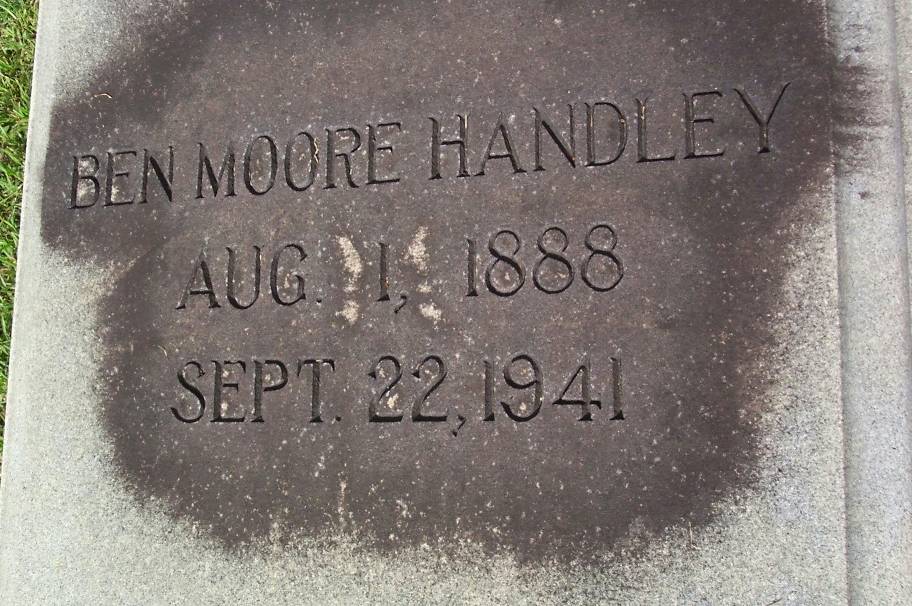 BEN MOORE HANDLEY
AUG. 1, 1888
SEPT. 22, 1941